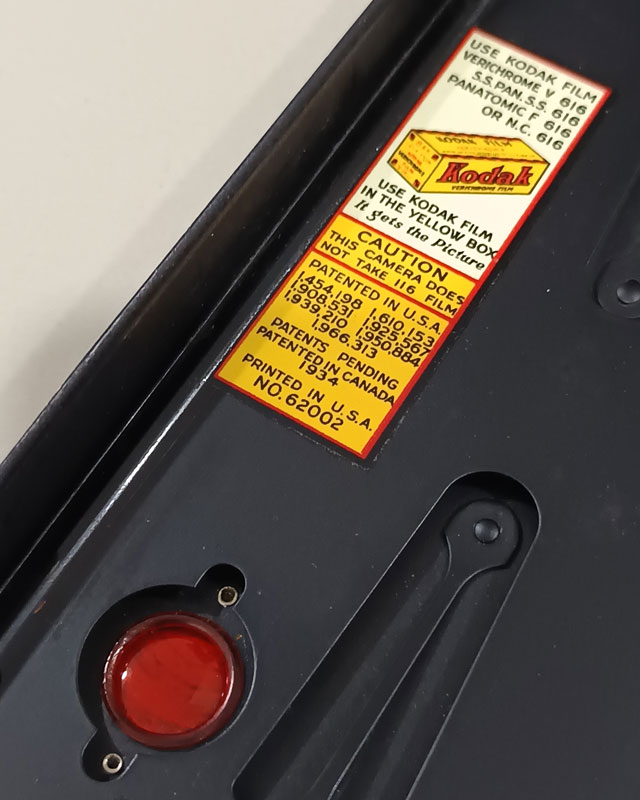 USE KODAK FILM
VERICHROME V 616
S.S. PAN. S.S. 616
PANATOMIC F 616
OR N.C. 616
KODAK FILM
Kodak
VERICHROME FILM
USE KODAK FILM
IN THE YELLOW BOX
It gets the Picture
CAUTION
THIS CAMERA DOES
NOT TAKE 116 FILM
PATENTED IN U.S.A.
1,454,198 1,610,153
1,908,531 1,925,567
1,939,210 1,950,884
1,966,313
PATENTS PENDING
PATENTED IN CANADA
1934
PRINTED IN U.S.A.
NO. 62002